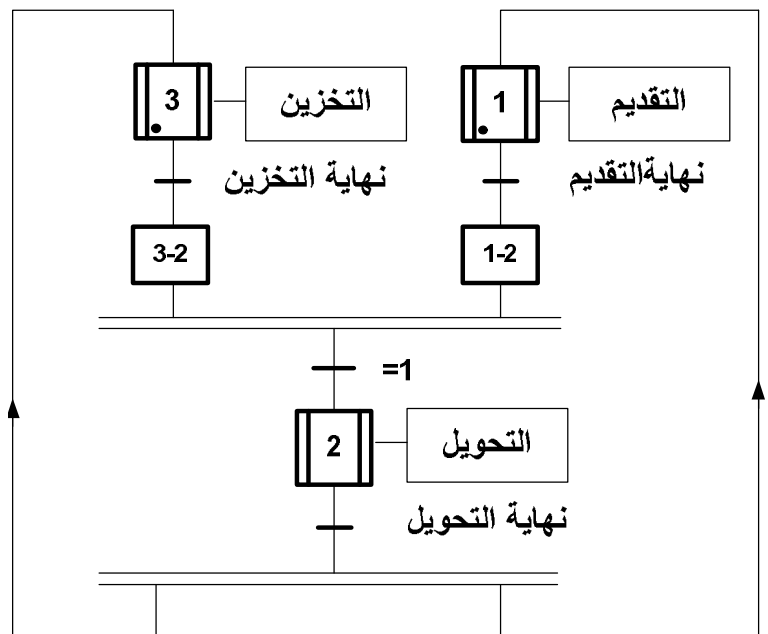 التقديم
1
التخزين
3
نهايةالتقديم
نهاية التخزين
1-2
3-2
=1
التحويل
2
نهاية التحويل